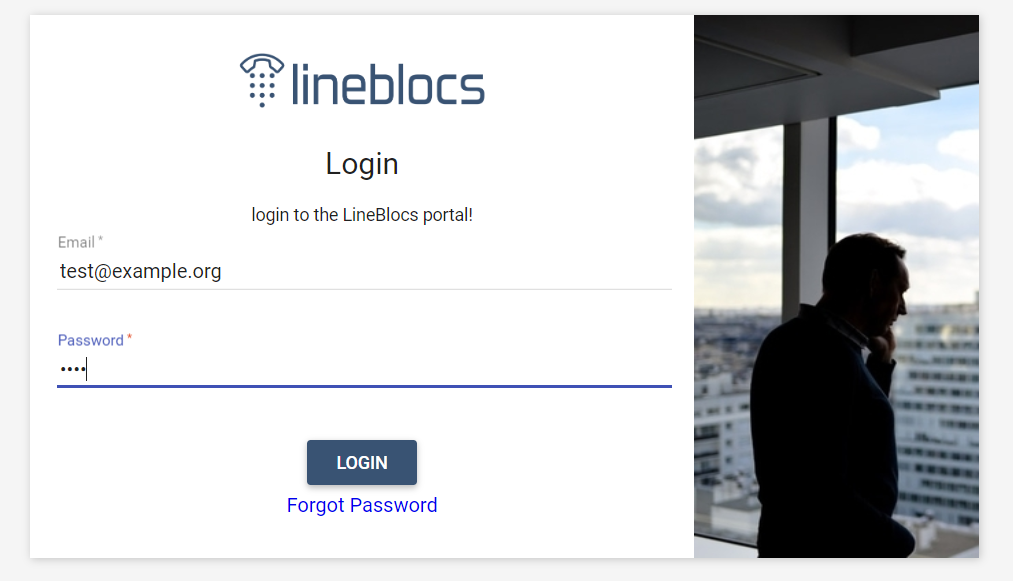 lineblocs
Login
login to the LineBlocs portal!
Email *
test@example.org
Password *
••••
LOGIN
Forgot Password